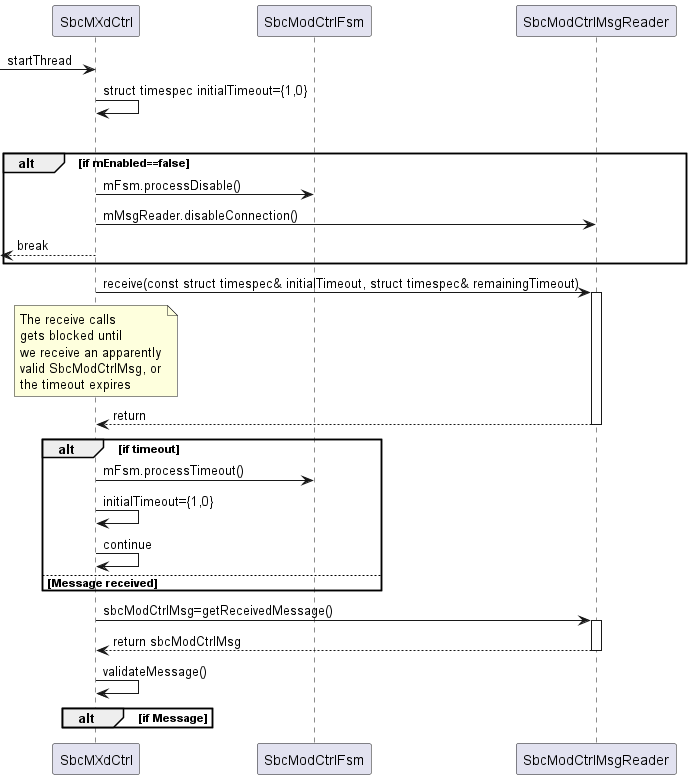 SbcMXdCtrl SbcModCtrlFsm SbcModCtrlMsgReader
startThread
struct timespec initialTimeout={1,0}
alt [if mEnabled==false]
mFsm.processDisable()
mMsgReader.disableConnection()
break
receive(const struct timespec& initialTimeout, struct timespec& remainingTimeout)
The receive calls
gets blocked until
we receive an apparently
valid SbcModCtrlMsg, or
the timeout expires
return
alt [if timeout]
mFsm.processTimeout()
initialTimeout={1,0}
continue
[Message received]
sbcModCtrlMsg=getReceivedMessage()
return sbcModCtrlMsg
validateMessage()
alt [if Message]
SbcMXdCtrl SbcModCtrlFsm SbcModCtrlMsgReader